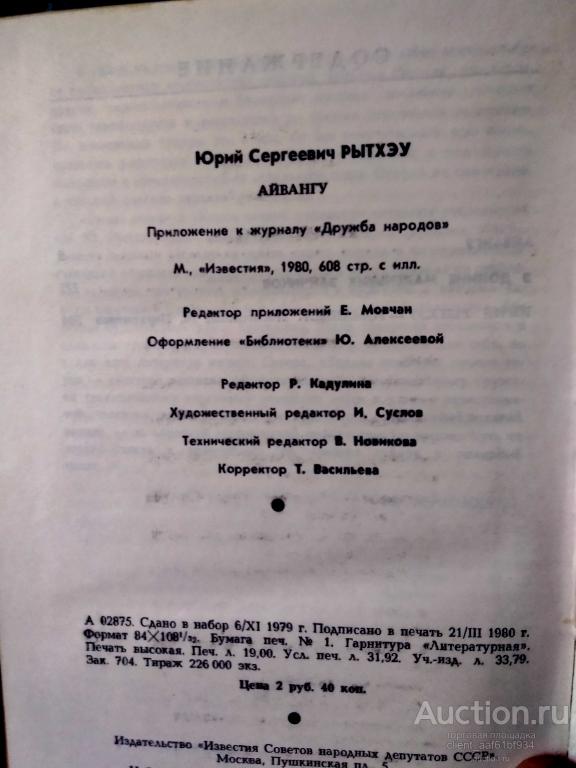 СОДЕРЖАНИЕ
Юрий Сергеевич РЫТХЭУ
АЙВАНГУ
Приложение к журналу «Дружба народов»
М., «Известия», 1980, 608 стр. с илл.
Редактор приложений Е. Мовчан
Оформление «Библиотеки» Ю. Алексеевой
Редактор Р. Кадулина
Художественный редактор И. Суслов
Технический редактор В. Новикова
Корректор Т. Васильева
А 02875. Сдано в набор 6/XI 1979 г. Подписано в печать 21/III 1980 г.
Формат 84×108¹/₃₂. Бумага печ. № 1. Гарнитура «Литературная».
Печать высокая. Печ. л. 19,00. Усл. печ. л. 31,92. Уч.-изд. л. 33,79.
Зак. 704. Тираж 226 000 экз.
Цена 2 руб. 40 коп.
Издательство «Известия Советов народных депутатов СССР»
Москва, Пушкинская пл., 5.
Auction.ru
торговая площадка
client_aaf61bf934